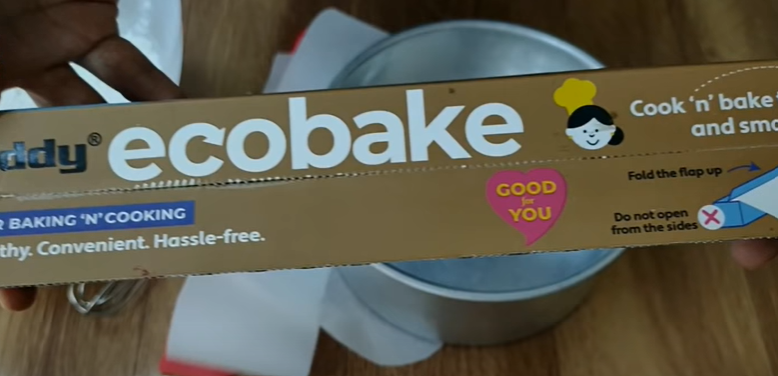 ddy® ecobake
R BAKING ‘N’ COOKING
thy. Convenient. Hassle-free.
GOOD
for
YOU
Cook ‘n’ bake
and smo
Fold the flap up
Do not open
from the sides